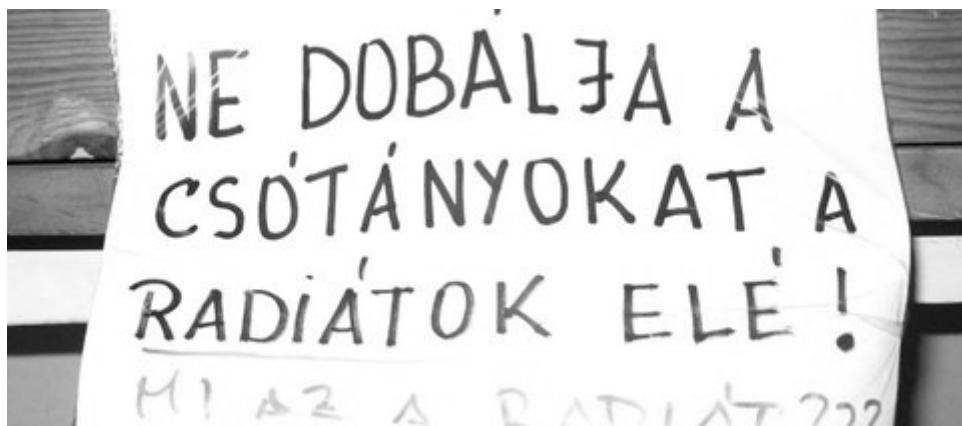 NE DOBÁLJA A
CSÓTÁNYOKAT A
RADIÁTOK ELÉ!
MI AZ A RADIÁT???